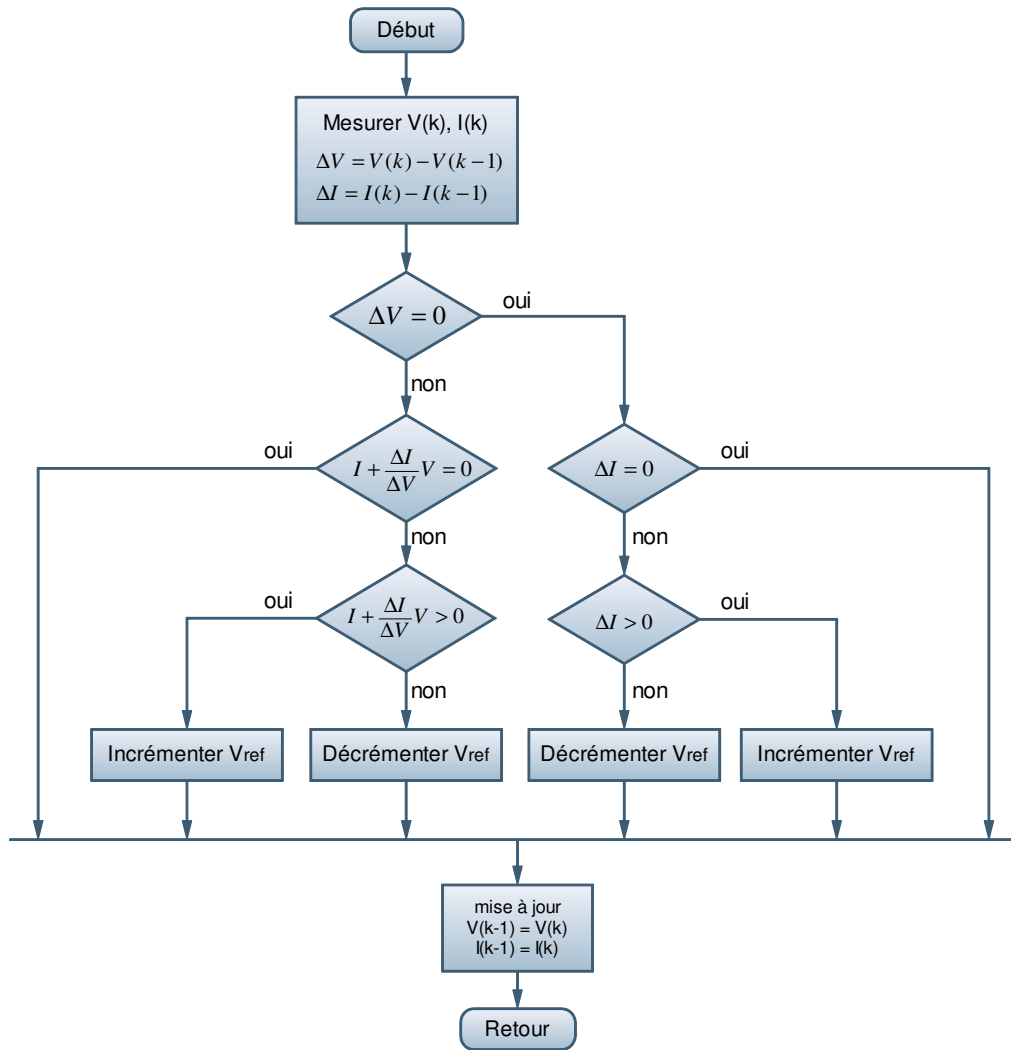 Début
Mesurer V(k), I(k)
ΔV = V(k) − V(k − 1)
ΔI = I(k) − I(k − 1)
ΔV = 0
oui
non
oui
I + ΔI/ΔV V = 0
ΔI = 0
oui
non
non
oui
I + ΔI/ΔV V > 0
ΔI > 0
oui
non
non
Incrémenter Vref
Décrémenter Vref
Décrémenter Vref
Incrémenter Vref
mise à jour
V(k-1) = V(k)
I(k-1) = I(k)
Retour